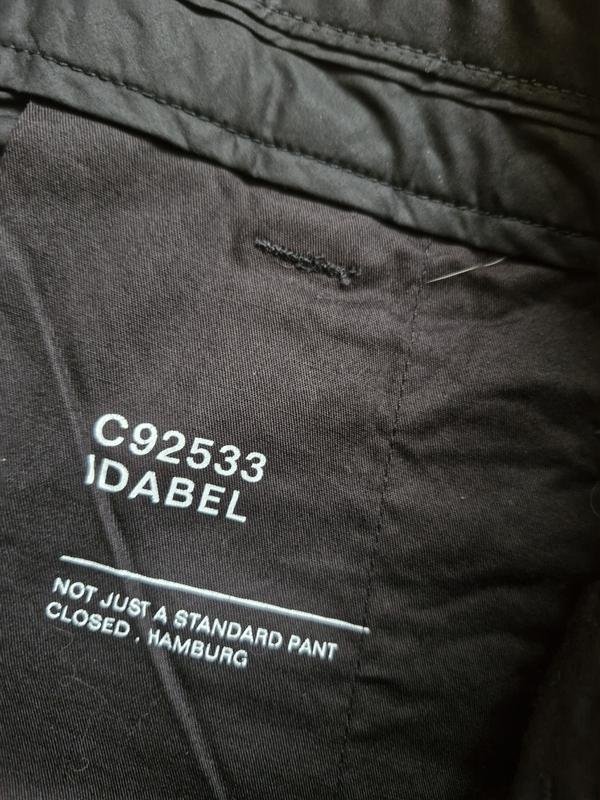 C92533
IDABEL
NOT JUST A STANDARD PANT
CLOSED . HAMBURG